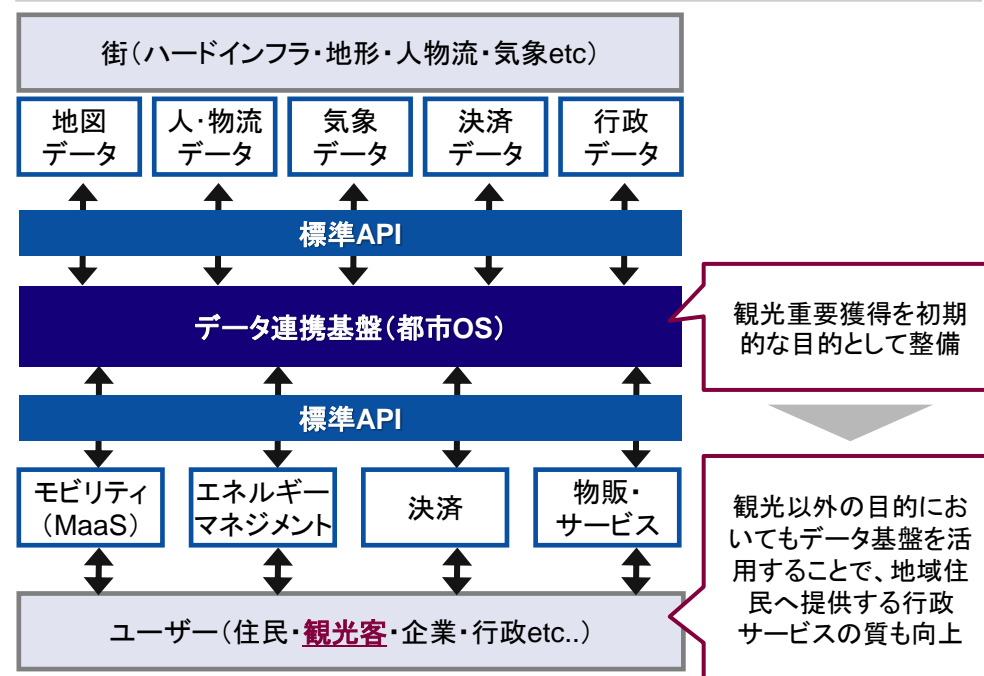 街(ハードインフラ・地形・人物流・気象etc)
地図
データ
人・物流
データ
気象
データ
決済
データ
行政
データ
標準API
データ連携基盤(都市OS)
観光重要獲得を初期
的な目的として整備
標準API
モビリティ
(MaaS)
エネルギー
マネジメント
決済
物販・
サービス
観光以外の目的にお
いてもデータ基盤を活
用することで、地域住
民へ提供する行政
サービスの質も向上
ユーザー(住民・観光客・企業・行政etc..)